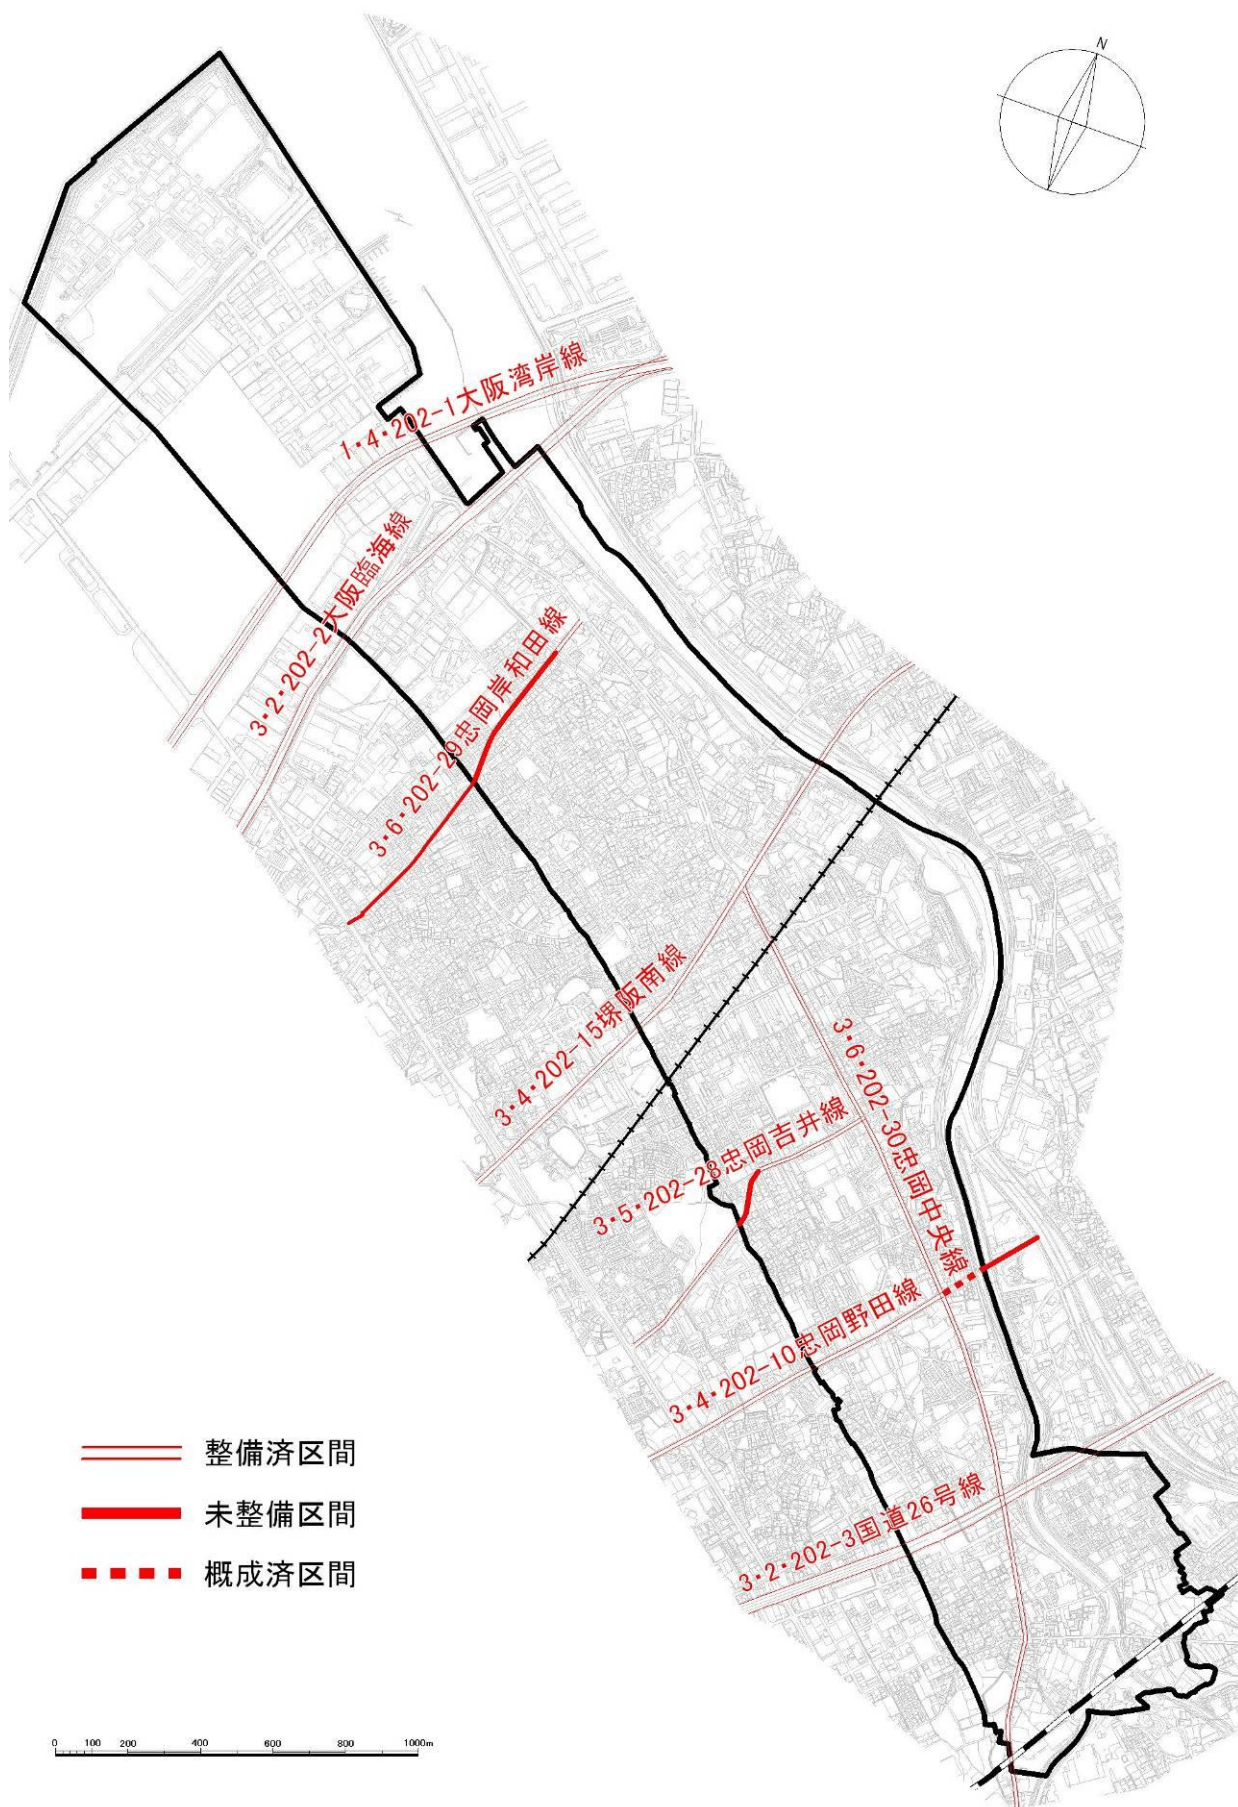 N
1・4・202-1大阪湾岸線
3・2・202-2大阪臨海線
3・6・202-29忠岡岸和田線
3・4・202-15堺阪南線
3・6・202-30忠岡中央線
3・5・202-28忠岡吉井線
3・4・202-10忠岡野田線
3・2・202-3国道26号線
整備済区間
未整備区間
概成済区間
0 100 200 400 600 800 1000m